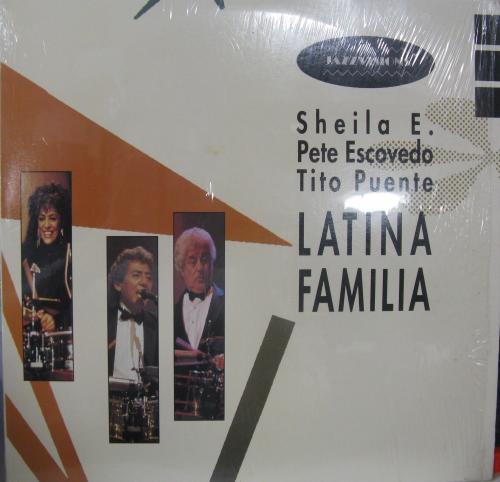 JAZZVISIONS
Sheila E.
Pete Escovedo
Tito Puente
LATINA
FAMILIA